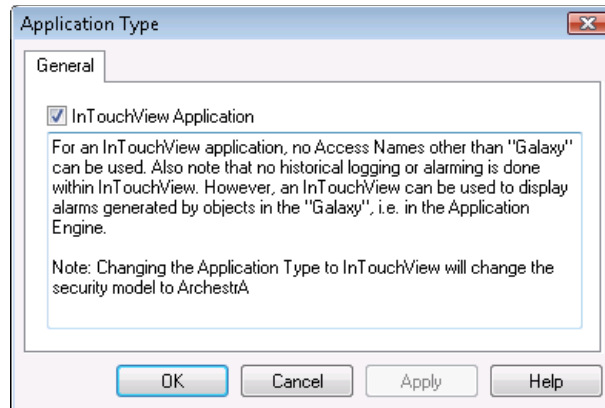 Application Type
General
InTouchView Application
For an InTouchView application, no Access Names other than "Galaxy"
can be used. Also note that no historical logging or alarming is done
within InTouchView. However, an InTouchView can be used to display
alarms generated by objects in the "Galaxy", i.e. in the Application
Engine.
Note: Changing the Application Type to InTouchView will change the
security model to ArchestrA
OK
Cancel
Apply
Help